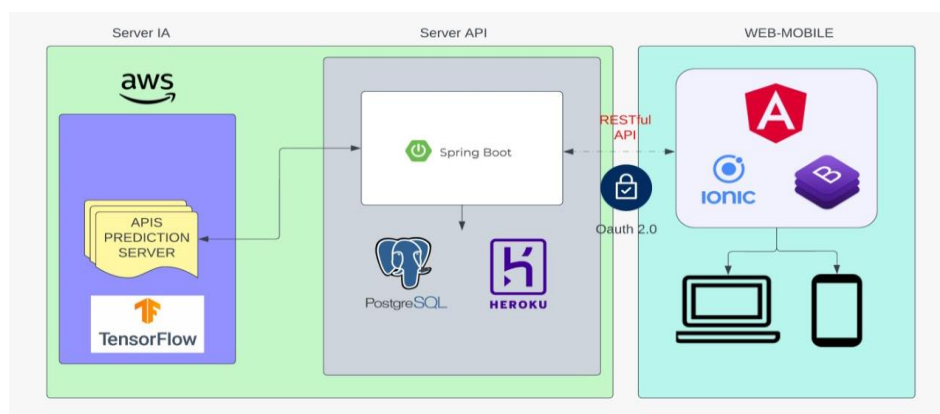 Server IA
Server API
WEB-MOBILE
aws
APIS
PREDICTION
SERVER
TensorFlow
Spring Boot
PostgreSQL
HEROKU
RESTful
API
Oauth 2.0
A
IONIC
B